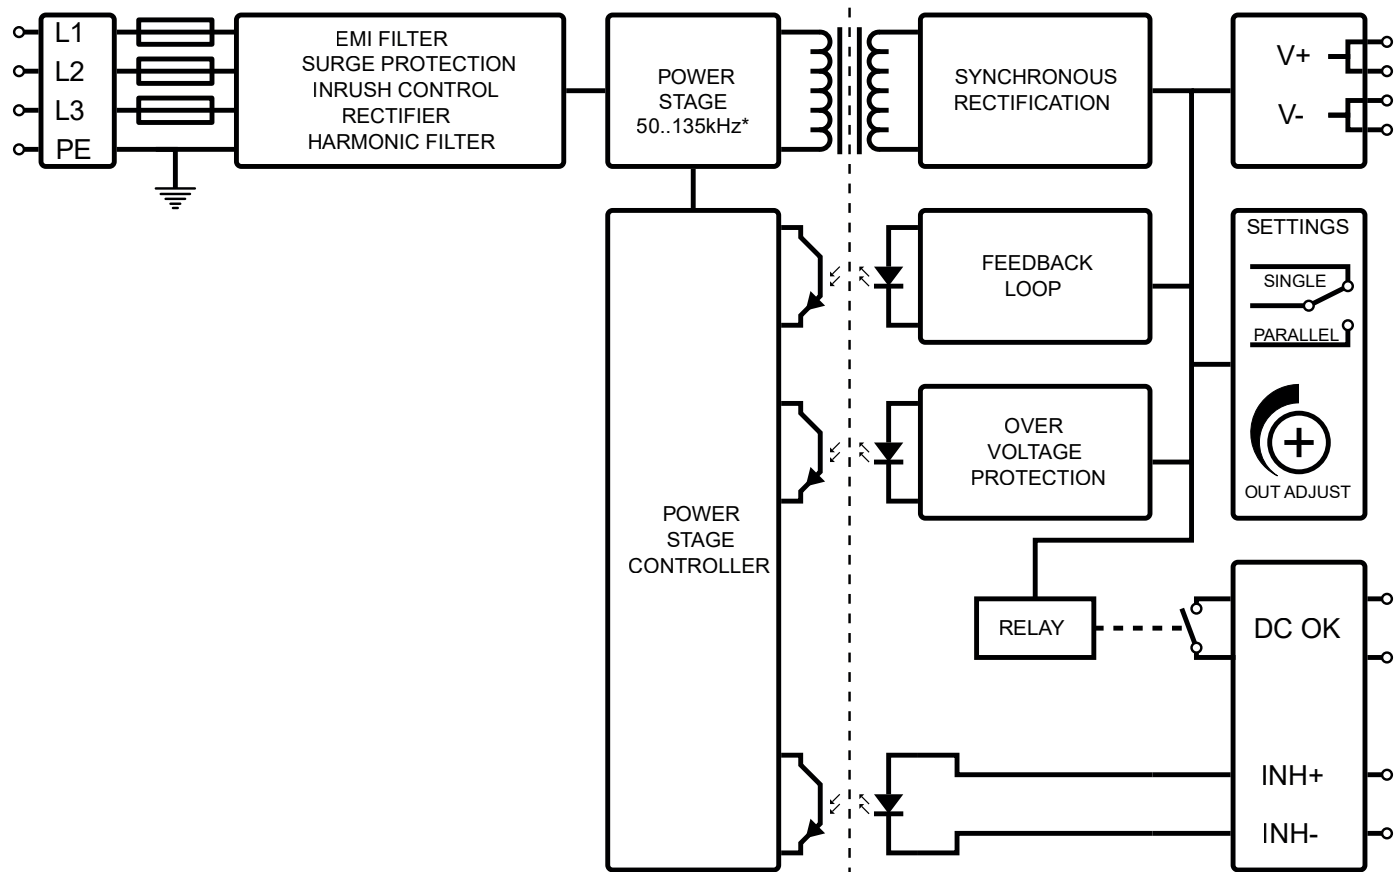 L1
L2
L3
PE
EMI FILTER
SURGE PROTECTION
INRUSH CONTROL
RECTIFIER
HARMONIC FILTER
POWER
STAGE
50..135kHz*
SYNCHRONOUS
RECTIFICATION
V+
V-
POWER
STAGE
CONTROLLER
FEEDBACK
LOOP
OVER
VOLTAGE
PROTECTION
SETTINGS
SINGLE
PARALLEL
OUT ADJUST
RELAY
DC OK
INH+
INH-